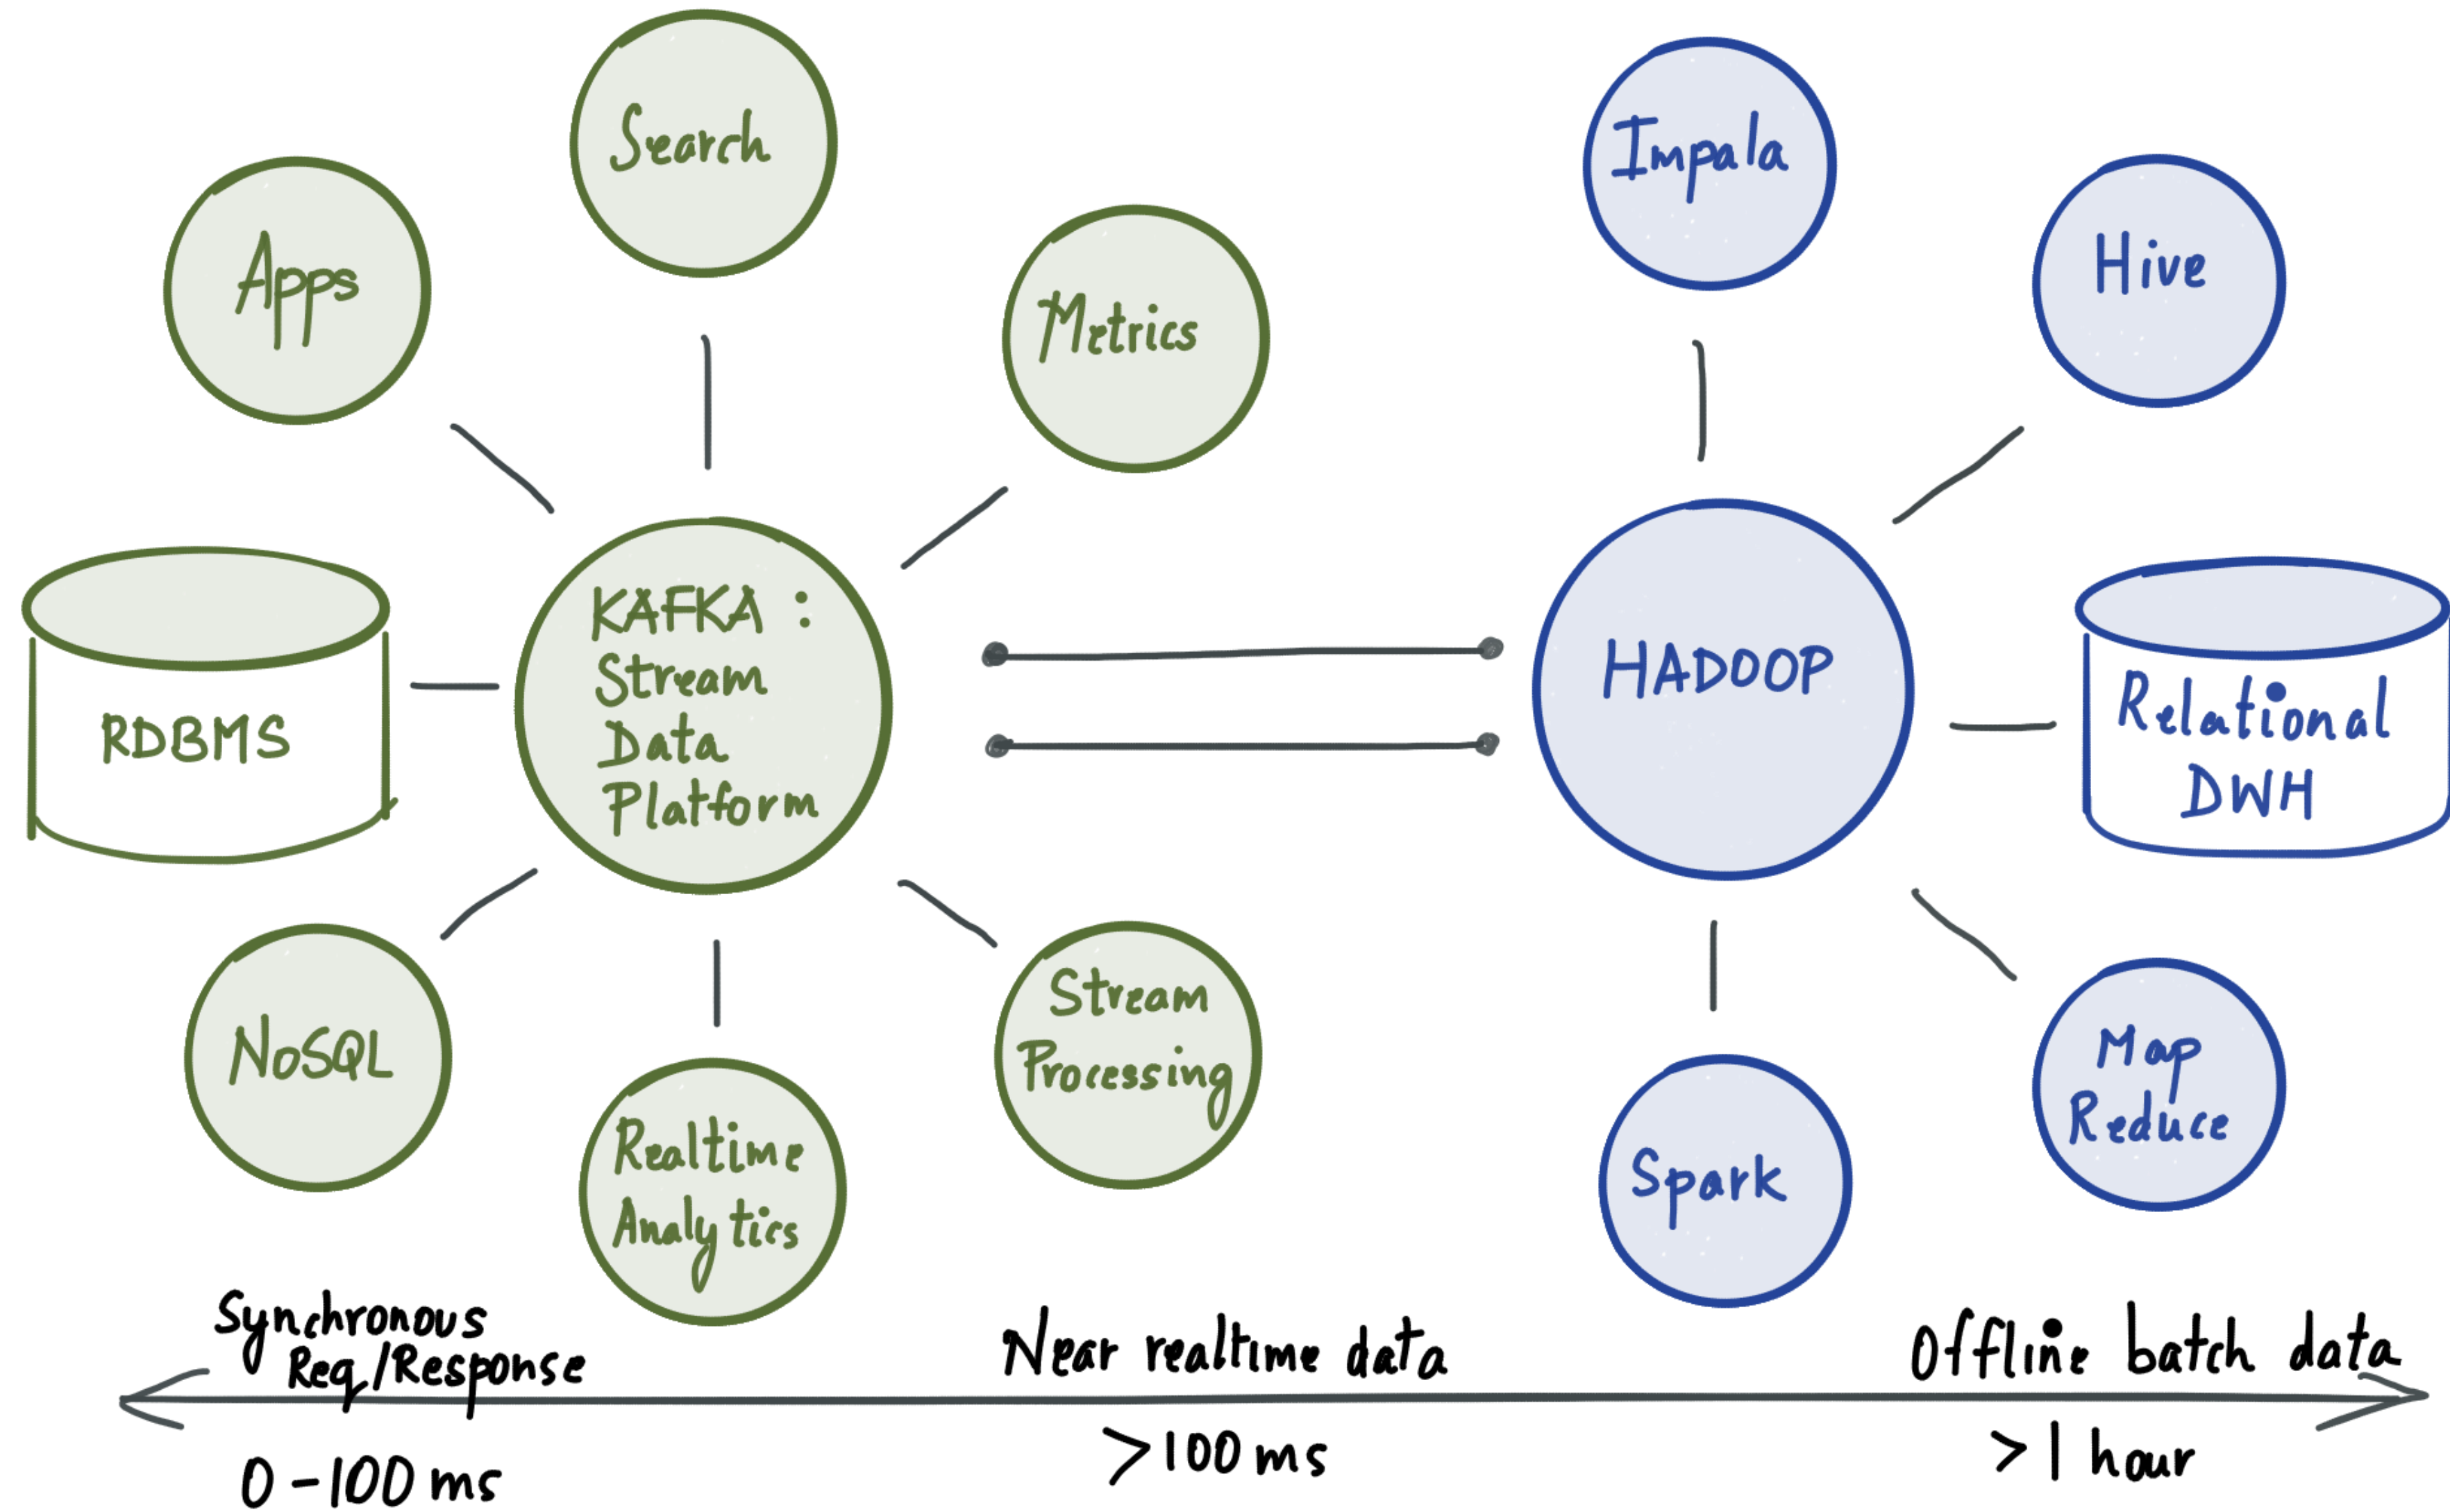 Search
Impala
Apps
Hive
Metrics
KAFKA :
Stream
Data
Platform
HADOOP
RDBMS
Relational
DWH
NoSQL
Stream
Processing
Realtime
Analytics
Spark
Map
Reduce
Synchronous
Req/Response
Near realtime data
Offline batch data
0-100 ms
>100 ms
>1 hour